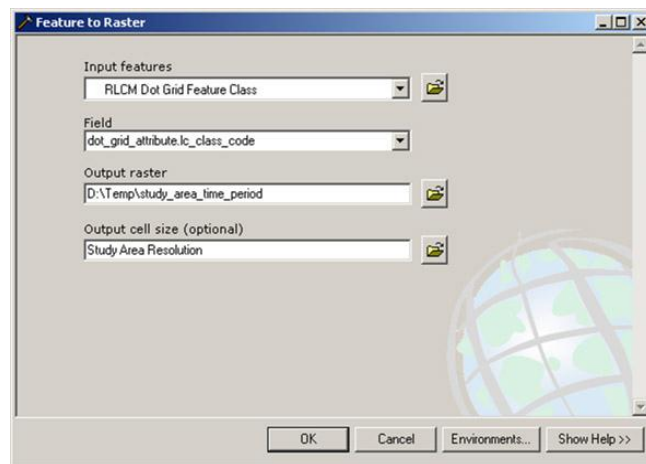 Feature to Raster
Input features
RLCM Dot Grid Feature Class
Field
dot_grid_attribute.lc_class_code
Output raster
D:\Temp\study_area_time_period
Output cell size (optional)
Study Area Resolution
OK Cancel Environments... Show Help >>